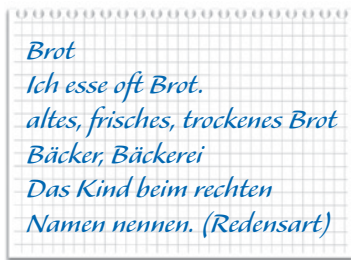 Brot
Ich esse oft Brot.
altes, frisches, trockenes Brot
Bäcker, Bäckerei
Das Kind beim rechten
Namen nennen. (Redensart)